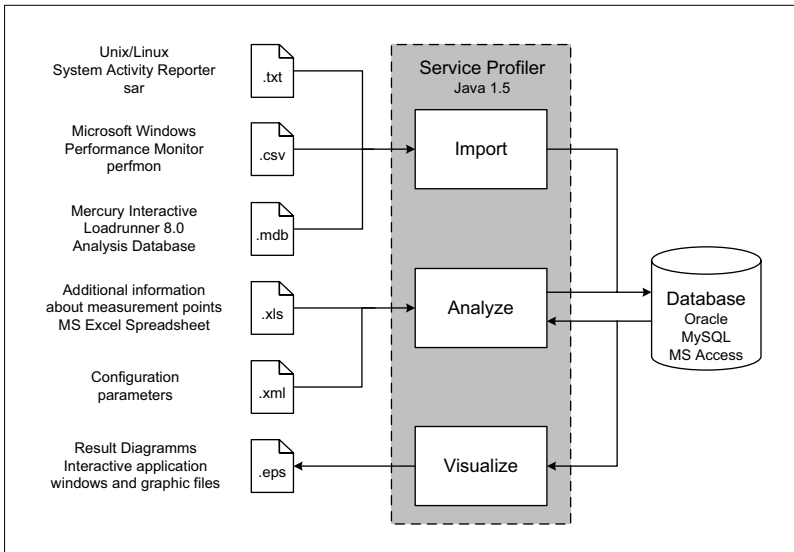 Unix/Linux
System Activity Reporter
sar
.txt
Microsoft Windows
Performance Monitor
perfmon
.csv
Mercury Interactive
Loadrunner 8.0
Analysis Database
.mdb
Additional information
about measurement points
MS Excel Spreadsheet
.xls
Configuration
parameters
.xml
Result Diagramms
Interactive application
windows and graphic files
.eps
Service Profiler
Java 1.5
Import
Analyze
Visualize
Database
Oracle
MySQL
MS Access